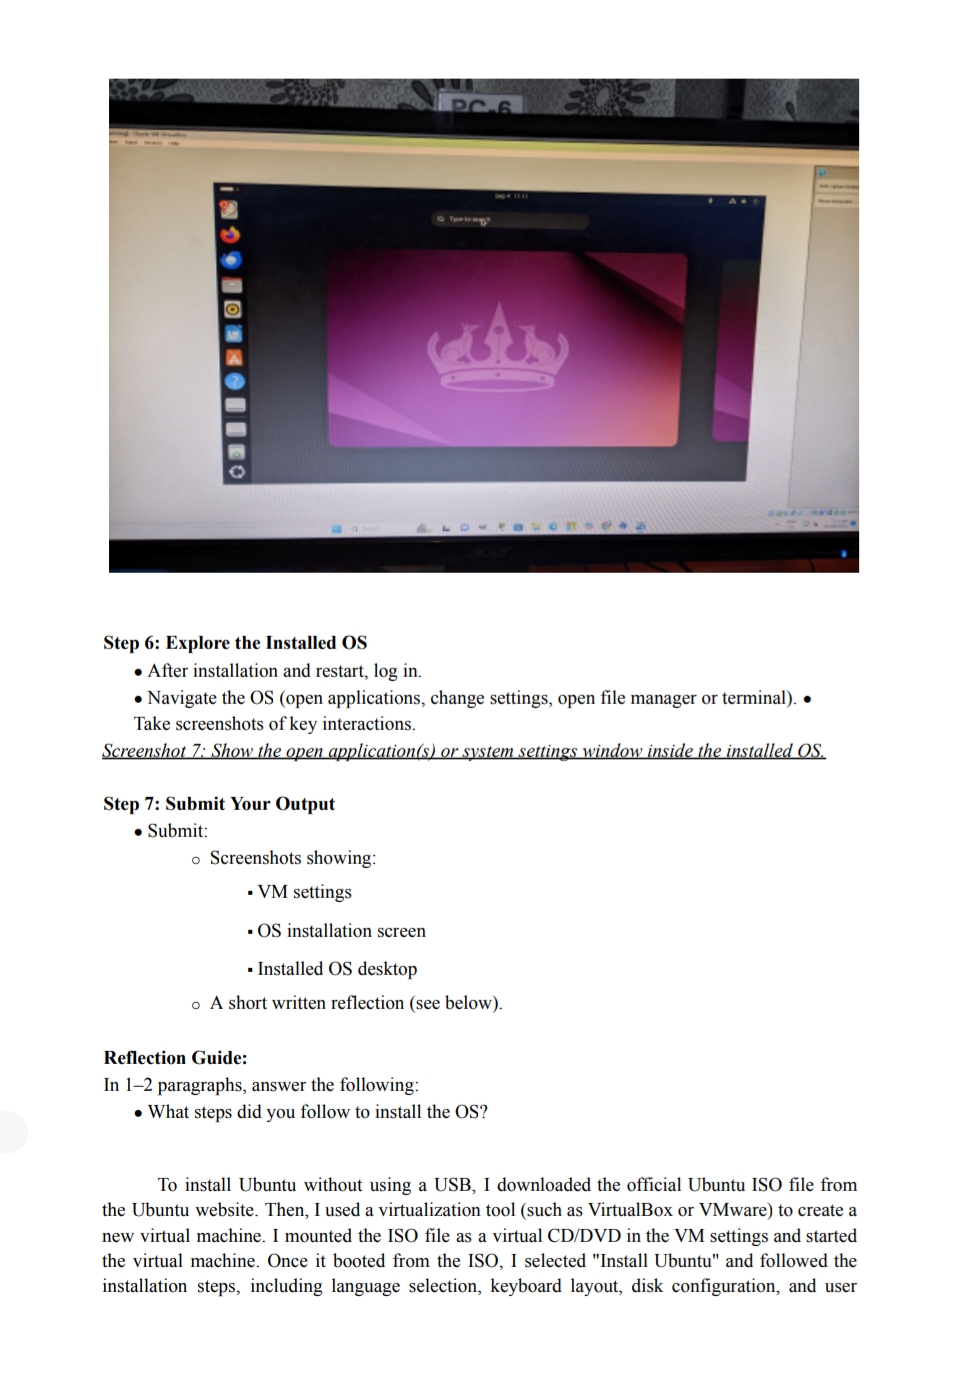 PC-6
Sep 4 11:11
Type to search
acer
Step 6: Explore the Installed OS
● After installation and restart, log in.
● Navigate the OS (open applications, change settings, open file manager or terminal). ●
Take screenshots of key interactions.
Screenshot 7: Show the open application(s) or system settings window inside the installed OS.
Step 7: Submit Your Output
● Submit:
○ Screenshots showing:
▪ VM settings
▪ OS installation screen
▪ Installed OS desktop
○ A short written reflection (see below).
Reflection Guide:
In 1–2 paragraphs, answer the following:
● What steps did you follow to install the OS?
To install Ubuntu without using a USB, I downloaded the official Ubuntu ISO file from
the Ubuntu website. Then, I used a virtualization tool (such as VirtualBox or VMware) to create a
new virtual machine. I mounted the ISO file as a virtual CD/DVD in the VM settings and started
the virtual machine. Once it booted from the ISO, I selected "Install Ubuntu" and followed the
installation steps, including language selection, keyboard layout, disk configuration, and user